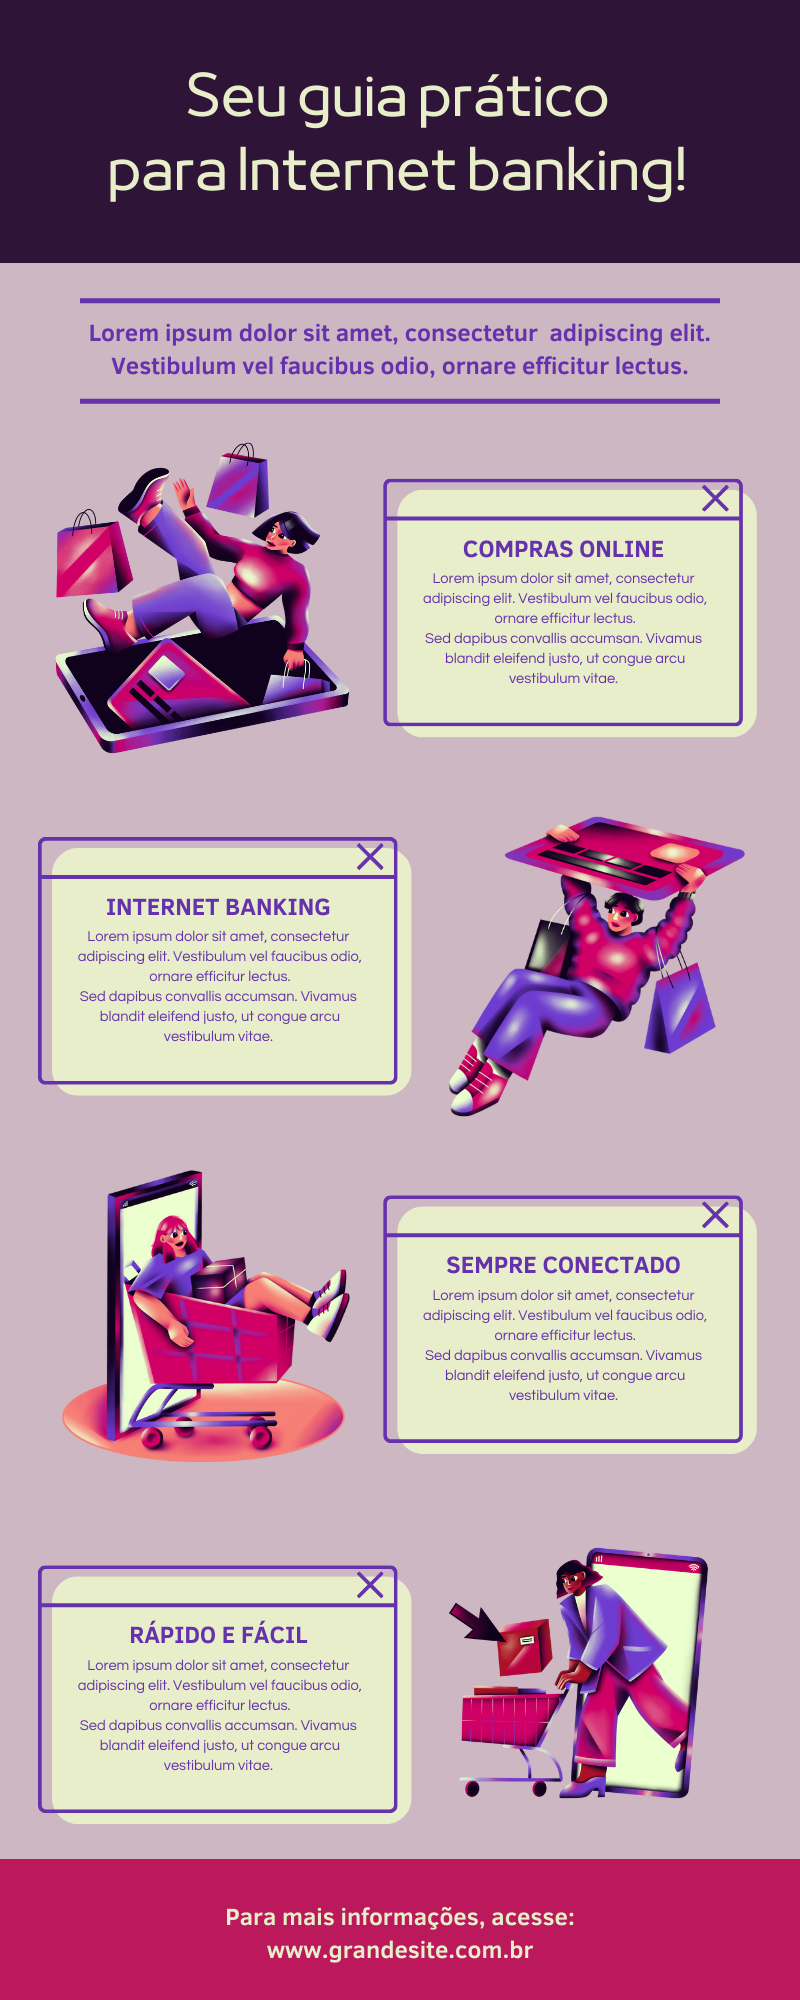 Seu guia prático
para Internet banking!
Lorem ipsum dolor sit amet, consectetur  adipiscing elit.
Vestibulum vel faucibus odio, ornare efficitur lectus.
COMPRAS ONLINE
Lorem ipsum dolor sit amet, consectetur
adipiscing elit. Vestibulum vel faucibus odio,
ornare efficitur lectus.
Sed dapibus convallis accumsan. Vivamus
blandit eleifend justo, ut congue arcu
vestibulum vitae.
INTERNET BANKING
Lorem ipsum dolor sit amet, consectetur
adipiscing elit. Vestibulum vel faucibus odio,
ornare efficitur lectus.
Sed dapibus convallis accumsan. Vivamus
blandit eleifend justo, ut congue arcu
vestibulum vitae.
SEMPRE CONECTADO
Lorem ipsum dolor sit amet, consectetur
adipiscing elit. Vestibulum vel faucibus odio,
ornare efficitur lectus.
Sed dapibus convallis accumsan. Vivamus
blandit eleifend justo, ut congue arcu
vestibulum vitae.
RÁPIDO E FÁCIL
Lorem ipsum dolor sit amet, consectetur
adipiscing elit. Vestibulum vel faucibus odio,
ornare efficitur lectus.
Sed dapibus convallis accumsan. Vivamus
blandit eleifend justo, ut congue arcu
vestibulum vitae.
Para mais informações, acesse:
www.grandesite.com.br